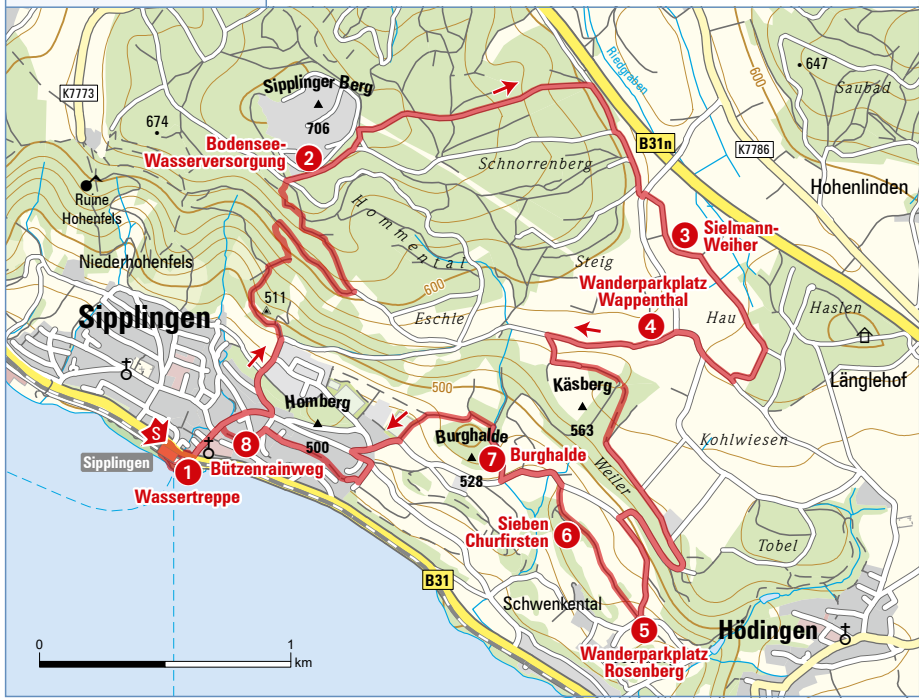 K7773
674
Sipplinger Berg
706
Bodensee-
Wasserversorgung
2
Ruine
Hohenfels
Niederhohenfels
Sipplingen
511
Hommental
600
Schnorrenberg
Steig
Eschle
Riedgraben
600
647
Saubäd
B31n
K7786
Hohenlinden
3
Sielmann-
Weiher
Wanderparkplatz
Wappenthal
4
Hau
Haslen
Länglehof
500
Käsberg
563
Homberg
500
Burghalde
528
7
Burghalde
Weiler
Kohlwiesen
S
Sipplingen
1
Wassertreppe
8
Bützenrainweg
Sieben
Churfirsten
6
Tobel
B31
Schwenkental
5
Wanderparkplatz
Rosenberg
Hödingen
0
1
km